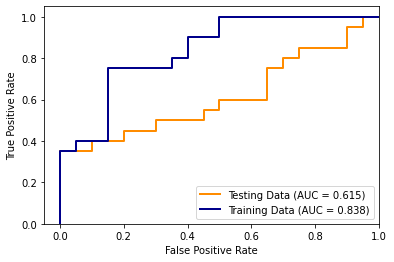 1.0
0.8
0.6
0.4
0.2
0.0
True Positive Rate
0.0 0.2 0.4 0.6 0.8 1.0
False Positive Rate
Testing Data (AUC = 0.615)
Training Data (AUC = 0.838)